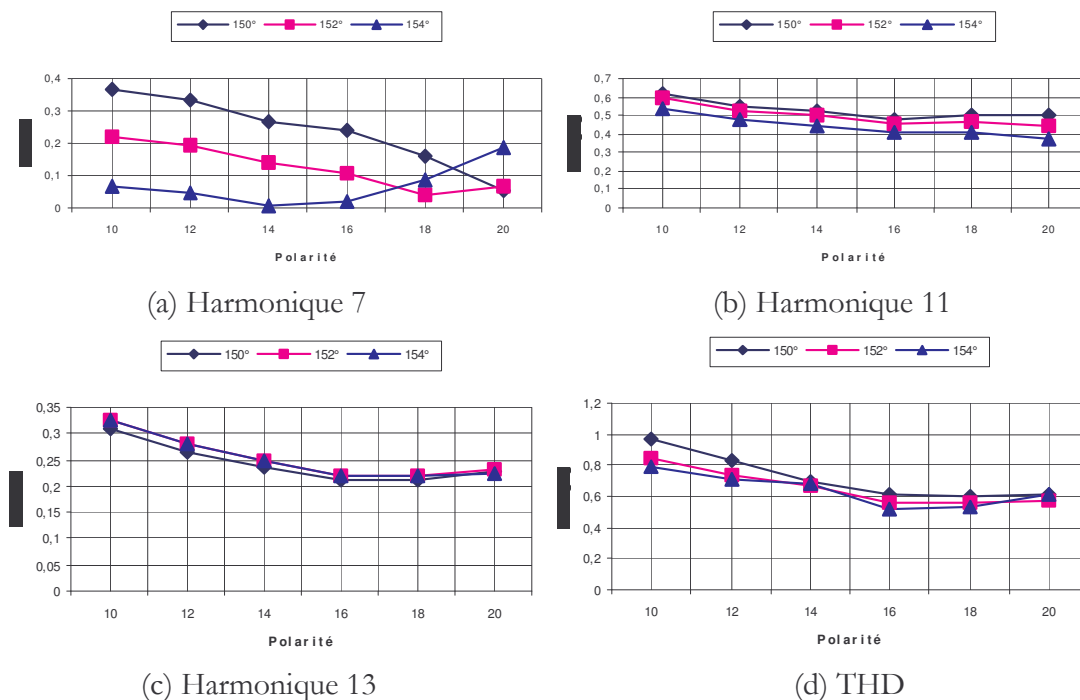 150° 152° 154°
0,4
0,3
0,2
0,1
0
10 12 14 16 18 20
Polarité
(a) Harmonique 7
150° 152° 154°
0,7
0,6
0,5
0,4
0,3
0,2
0,1
0
10 12 14 16 18 20
Polarité
(b) Harmonique 11
150° 152° 154°
0,35
0,3
0,25
0,2
0,15
0,1
0,05
0
10 12 14 16 18 20
Polarité
(c) Harmonique 13
150° 152° 154°
1,2
1
0,8
0,6
0,4
0,2
0
10 12 14 16 18 20
Polarité
(d) THD